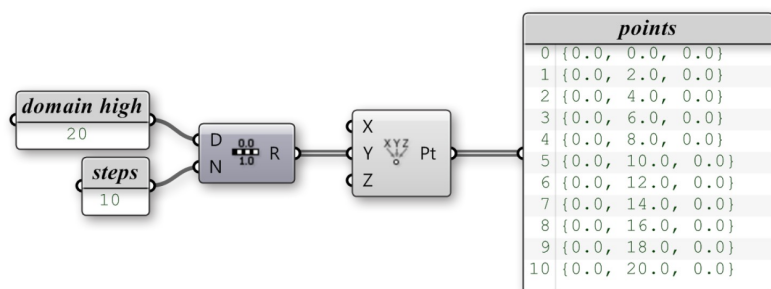 domain high
20
steps
10
D
N
0.0
1.0
R
X
Y
Z
X Y Z
Pt
points
0 {0.0, 0.0, 0.0}
1 {0.0, 2.0, 0.0}
2 {0.0, 4.0, 0.0}
3 {0.0, 6.0, 0.0}
4 {0.0, 8.0, 0.0}
5 {0.0, 10.0, 0.0}
6 {0.0, 12.0, 0.0}
7 {0.0, 14.0, 0.0}
8 {0.0, 16.0, 0.0}
9 {0.0, 18.0, 0.0}
10 {0.0, 20.0, 0.0}